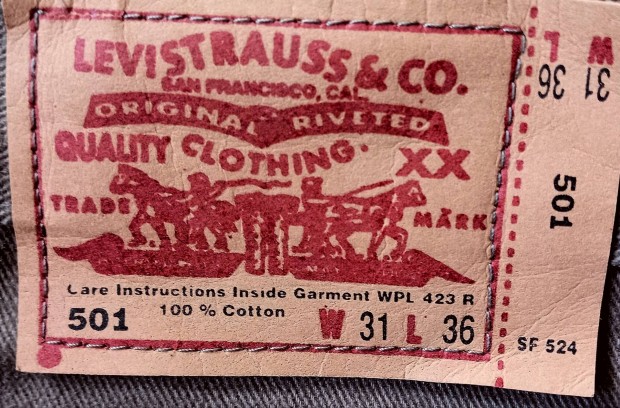 LEVI STRAUSS & CO.
SAN FRANCISCO, CAL.
ORIGINAL RIVETED
QUALITY CLOTHING.
XX
TRADE MARK
Care Instructions Inside Garment WPL 423 R
501 100 % Cotton W 31 L 36
W 31
L 36
501
SF 524